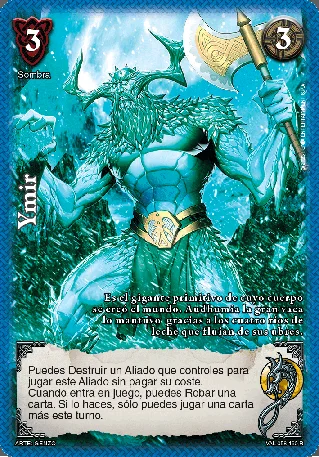 3
3
Sombra
Ymir
Es el gigante primitivo de cuyo cuerpo
se creó el mundo. Audhumla la gran vaca
lo mantuvo gracias a los cuatro ríos de
leche que fluían de sus ubres.
Puedes Destruir un Aliado que controles para
jugar este Aliado sin pagar su coste.
Cuando entra en juego, puedes Robar una
carta. Si lo haces, sólo puedes jugar una carta
más este turno.